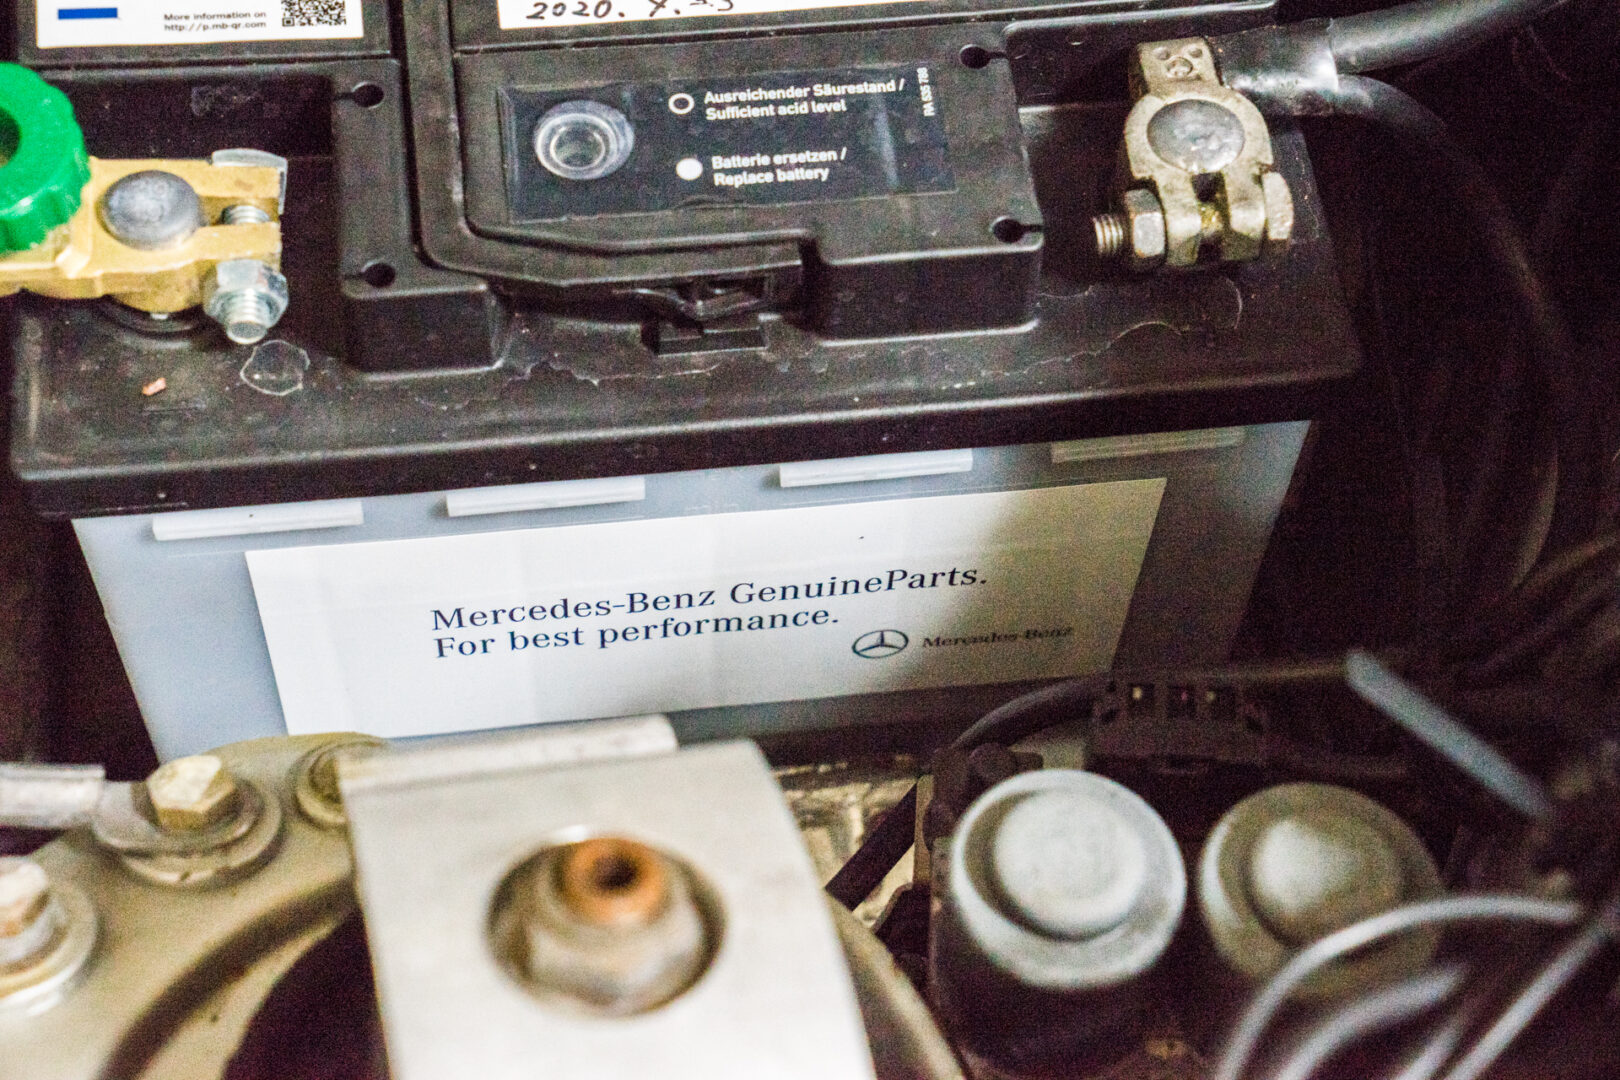 More information on
http://p.mb-qr.com
2020.
Ausreichender Säurestand /
Sufficient acid level
Batterie ersetzen /
Replace battery
Mercedes-Benz GenuineParts.
For best performance.
Mercedes-Benz